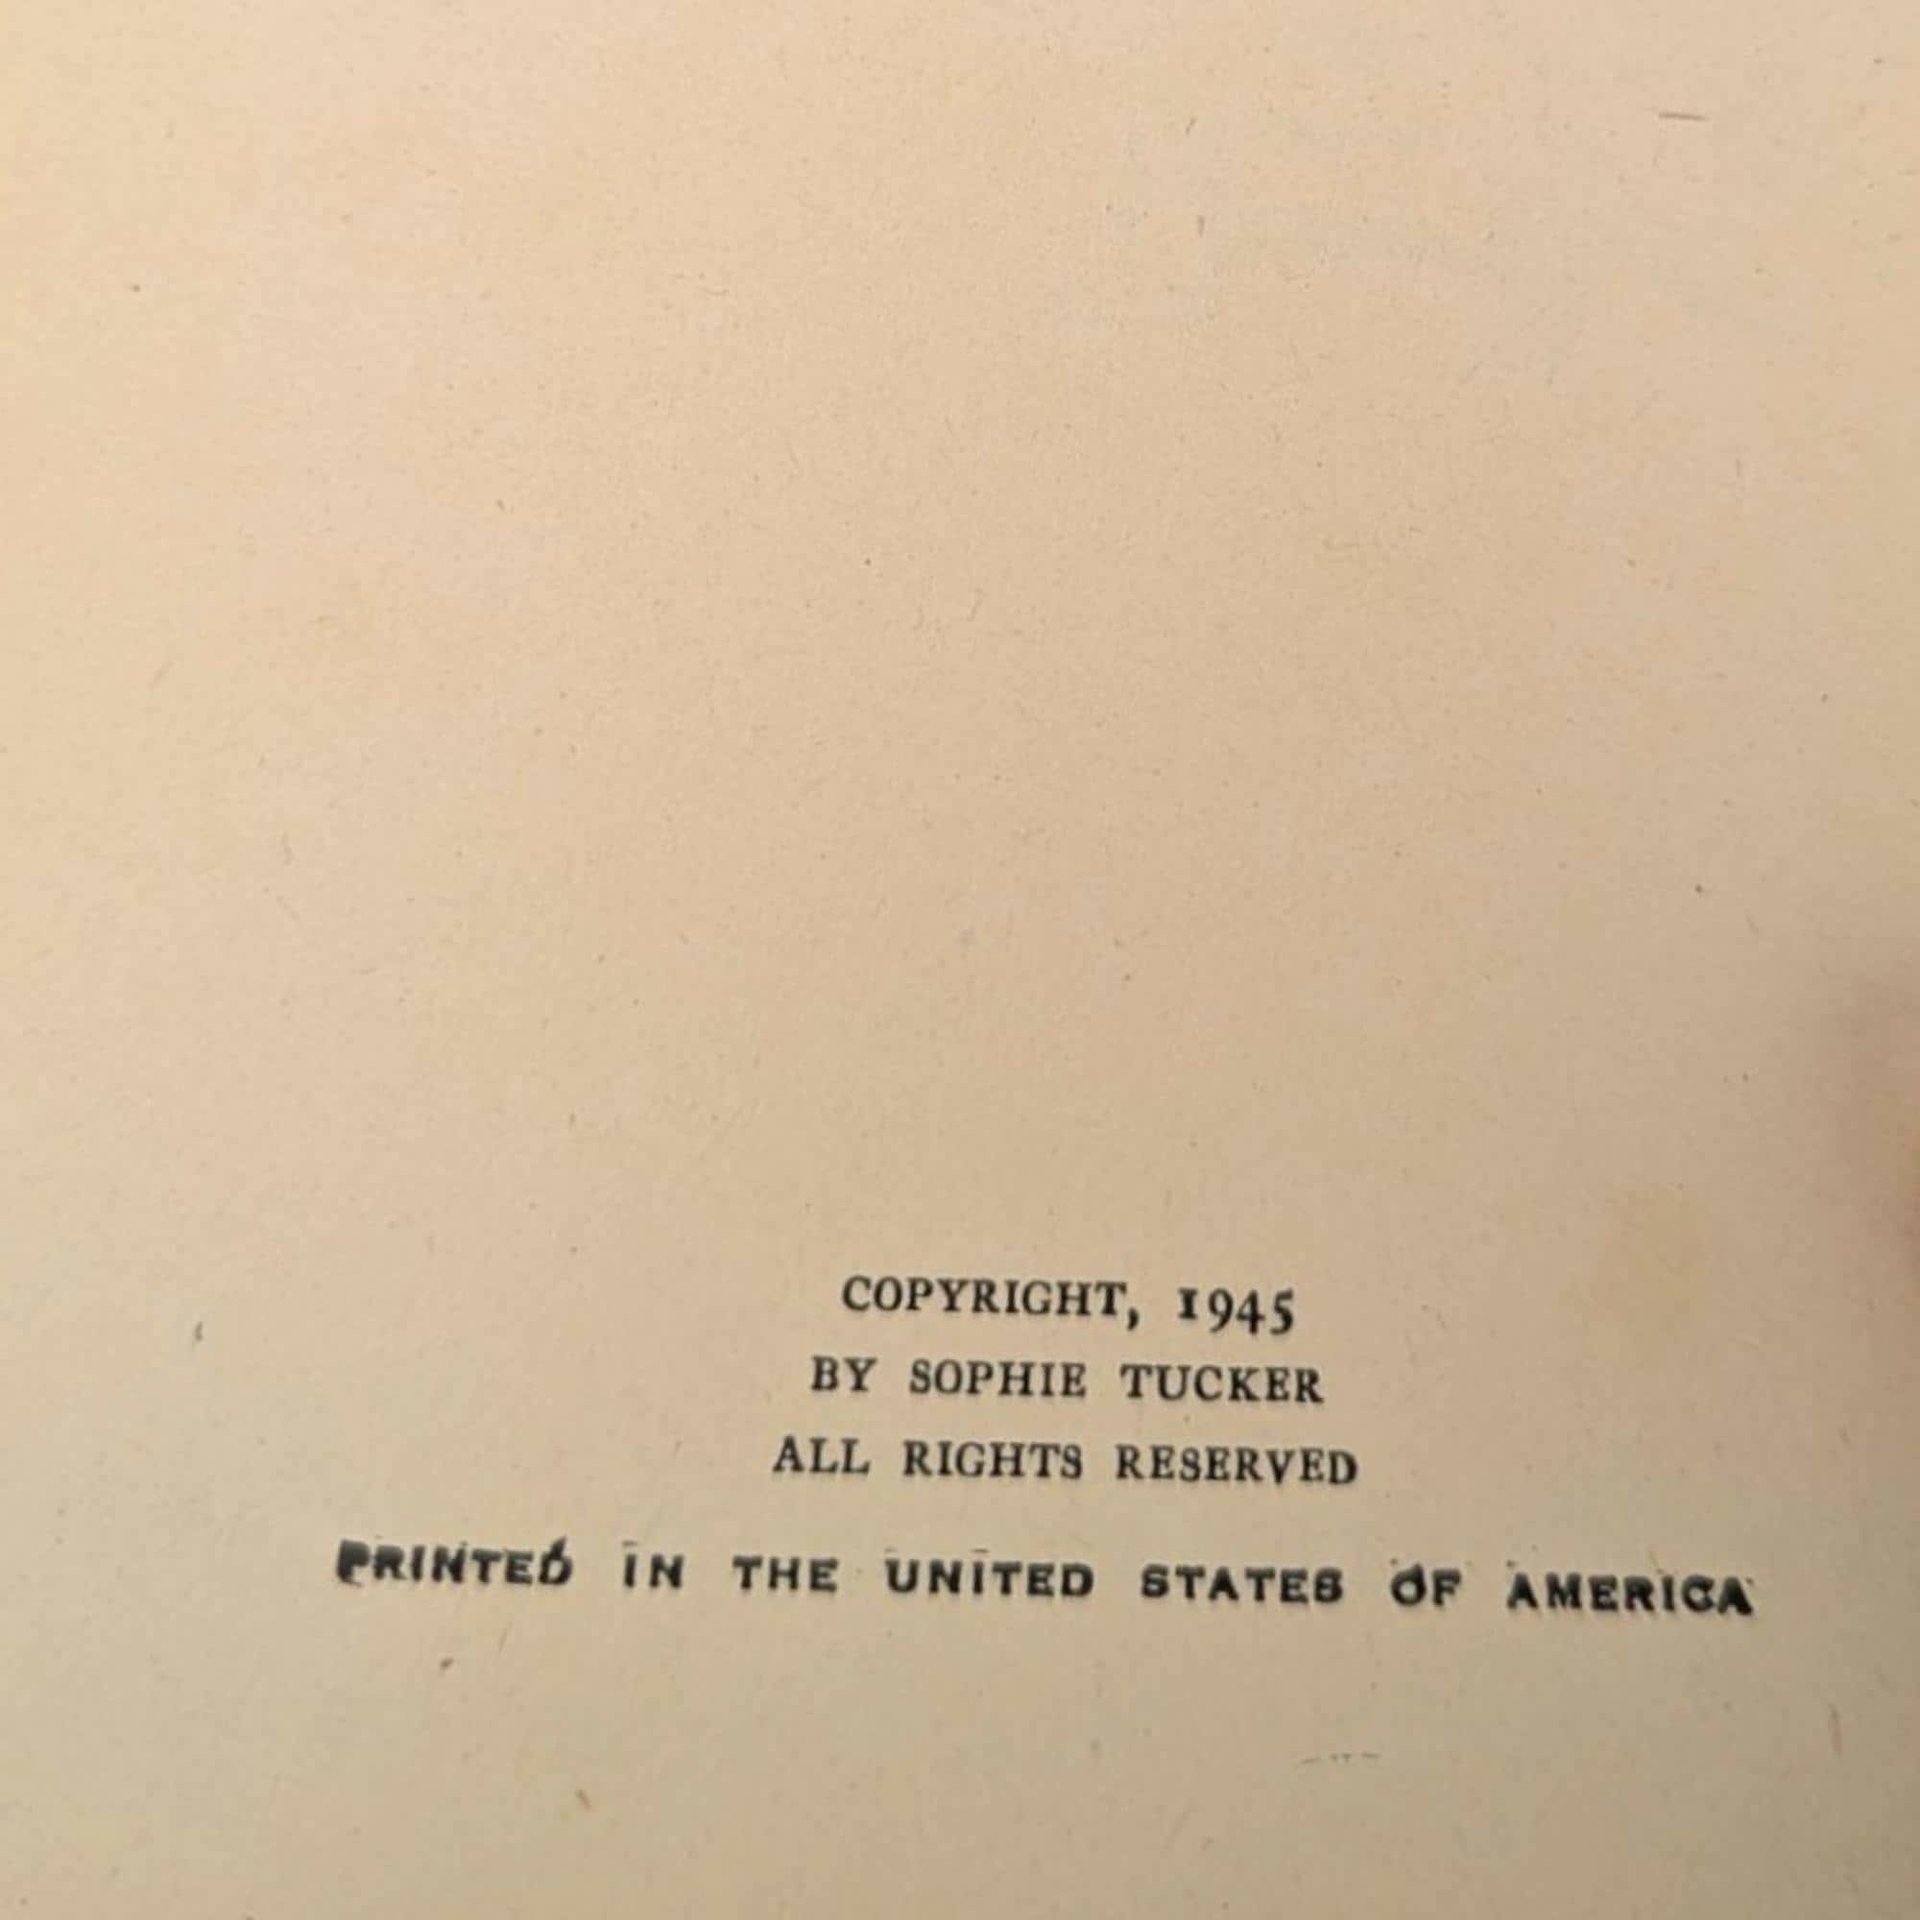 COPYRIGHT, 1945
BY SOPHIE TUCKER
ALL RIGHTS RESERVED
PRINTED IN THE UNITED STATES OF AMERICA